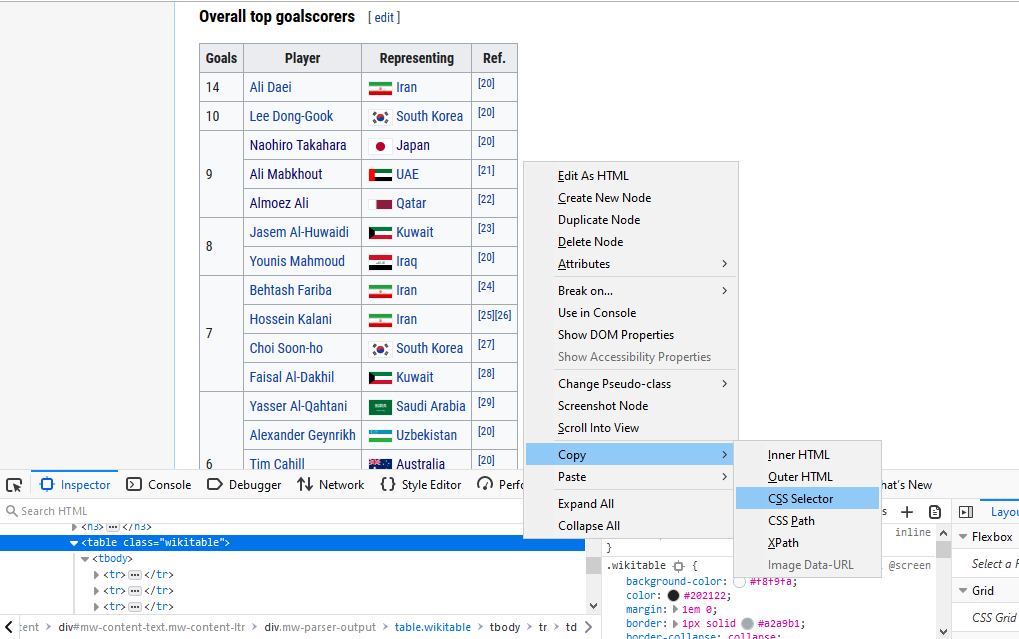 Overall top goalscorers [ edit ]
Goals Player Representing Ref.
14 Ali Daei Iran [20]
10 Lee Dong-Gook South Korea [20]
9 Naohiro Takahara Japan [20]
Ali Mabkhout UAE [21]
Almoez Ali Qatar [22]
8 Jasem Al-Huwaidi Kuwait [23]
Younis Mahmoud Iraq [20]
7 Behtash Fariba Iran [24]
Hossein Kalani Iran [25][26]
Choi Soon-ho South Korea [27]
Faisal Al-Dakhil Kuwait [28]
6 Yasser Al-Qahtani Saudi Arabia [29]
Alexander Geynrikh Uzbekistan [20]
Tim Cahill Australia [20]
Edit As HTML
Create New Node
Duplicate Node
Delete Node
Attributes
Break on...
Use in Console
Show DOM Properties
Show Accessibility Properties
Change Pseudo-class
Screenshot Node
Scroll Into View
Copy
Paste
Expand All
Collapse All
Inner HTML
Outer HTML
CSS Selector
CSS Path
XPath
Image Data-URL
Inspector Console Debugger Network Style Editor Perfo hat's New
Search HTML
<h3> </h3>
<table class="wikitable">
<tbody>
<tr> </tr>
<tr> </tr>
<tr> </tr>
tent div#mw-content-text.mw-content-ltr div.mw-parser-output table.wikitable tbody tr td
s +
inline
}
.wikitable { @screen
background-color: #f8f9fa;
color: #202122;
margin: 1em 0;
border: 1px solid #a2a9b1;
border-collapse: collapse;
Layou
Flexbox
Select a F
Grid
CSS Grid